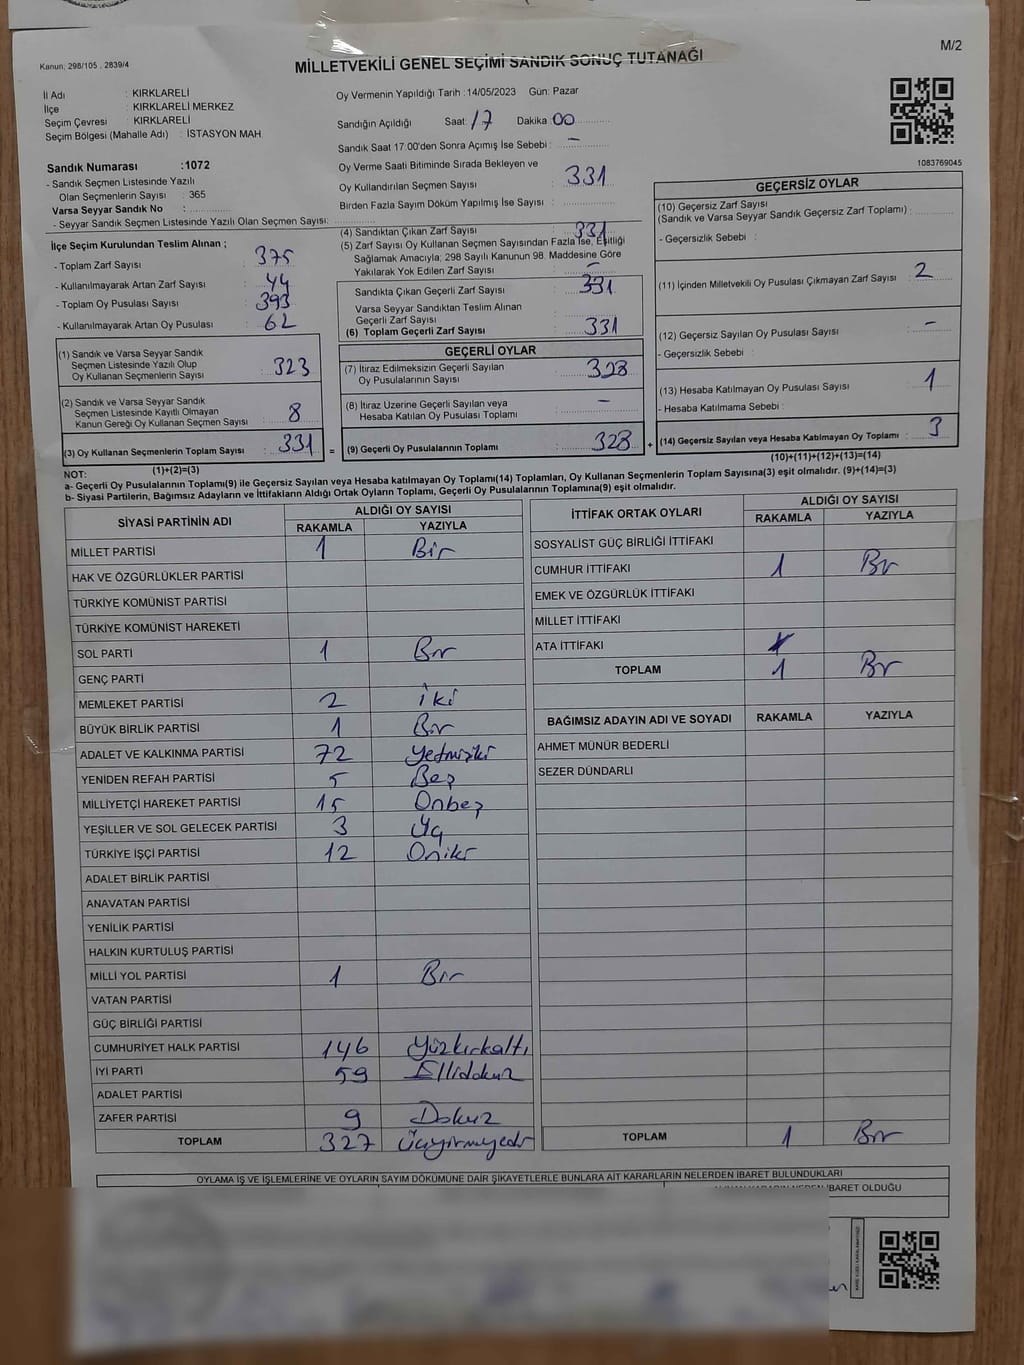 M/2
Kanun; 298/105 . 2839/4
MİLLETVEKİLİ GENEL SEÇİMİ SANDIK SONUÇ TUTANAĞI
İl Adı : KIRKLARELİ
İlçe : KIRKLARELİ MERKEZ
Seçim Çevresi : KIRKLARELİ
Seçim Bölgesi (Mahalle Adı) : İSTASYON MAH.
Sandık Numarası :1072
- Sandık Seçmen Listesinde Yazılı
Olan Seçmenlerin Sayısı : 365
Varsa Seyyar Sandık No :
- Seyyar Sandık Seçmen Listesinde Yazılı Olan Seçmen Sayısı:
Oy Vermenin Yapıldığı Tarih :14/05/2023 Gün: Pazar
Sandığın Açıldığı Saat: 17 Dakika 00
Sandık Saat 17:00'den Sonra Açımış İse Sebebi : -
Oy Verme Saati Bitiminde Sırada Bekleyen ve
Oy Kullandırılan Seçmen Sayısı : 331
Birden Fazla Sayım Döküm Yapılmış İse Sayısı :
1083769045
İlçe Seçim Kurulundan Teslim Alınan ;
- Toplam Zarf Sayısı : 375
- Kullanılmayarak Artan Zarf Sayısı : 44
- Toplam Oy Pusulası Sayısı : 393
- Kullanılmayarak Artan Oy Pusulası : 62
(1) Sandık ve Varsa Seyyar Sandık
Seçmen Listesinde Yazılı Olup
Oy Kullanan Seçmenlerin Sayısı : 323
(2) Sandık ve Varsa Seyyar Sandık
Seçmen Listesinde Kayıtlı Olmayan
Kanun Gereği Oy Kullanan Seçmen Sayısı : 8
(3) Oy Kullanan Seçmenlerin Toplam Sayısı : 331
(1)+(2)=(3)
(4) Sandıktan Çıkan Zarf Sayısı : 331
(5) Zarf Sayısı Oy Kullanan Seçmen Sayısından Fazla İse, Eşitliği
Sağlamak Amacıyla; 298 Sayılı Kanunun 98. Maddesine Göre
Yakılarak Yok Edilen Zarf Sayısı : -
Sandıkta Çıkan Geçerli Zarf Sayısı : 331
Varsa Seyyar Sandıktan Teslim Alınan
Geçerli Zarf Sayısı :
(6) Toplam Geçerli Zarf Sayısı : 331
GEÇERLİ OYLAR
(7) İtiraz Edilmeksizin Geçerli Sayılan
Oy Pusulalarının Sayısı : 328
(8) İtiraz Üzerine Geçerli Sayılan veya
Hesaba Katılan Oy Pusulası Toplamı : -
= (9) Geçerli Oy Pusulalarının Toplamı : 328 +
GEÇERSİZ OYLAR
(10) Geçersiz Zarf Sayısı
(Sandık ve Varsa Seyyar Sandık Geçersiz Zarf Toplamı) :
- Geçersizlik Sebebi :
(11) İçinden Milletvekili Oy Pusulası Çıkmayan Zarf Sayısı : 2
(12) Geçersiz Sayılan Oy Pusulası Sayısı : -
- Geçersizlik Sebebi :
(13) Hesaba Katılmayan Oy Pusulası Sayısı : 1
- Hesaba Katılmama Sebebi :
(14) Geçersiz Sayılan veya Hesaba Katılmayan Oy Toplamı : 3
(10)+(11)+(12)+(13)=(14)
NOT:
a- Geçerli Oy Pusulalarının Toplamı(9) ile Geçersiz Sayılan veya Hesaba katılmayan Oy Toplamı(14) Toplamları, Oy Kullanan Seçmenlerin Toplam Sayısına(3) eşit olmalıdır. (9)+(14)=(3)
b- Siyasi Partilerin, Bağımsız Adayların ve İttifakların Aldığı Ortak Oyların Toplamı, Geçerli Oy Pusulalarının Toplamına(9) eşit olmalıdır.
SİYASİ PARTİNİN ADI ALDIĞI OY SAYISI
RAKAMLA YAZIYLA
MİLLET PARTİSİ 1 Bir
HAK VE ÖZGÜRLÜKLER PARTİSİ
TÜRKİYE KOMÜNİST PARTİSİ
TÜRKİYE KOMÜNİST HAREKETİ
SOL PARTİ 1 Bir
GENÇ PARTİ
MEMLEKET PARTİSİ 2 İki
BÜYÜK BİRLİK PARTİSİ 1 Bir
ADALET VE KALKINMA PARTİSİ 72 Yetmişiki
YENİDEN REFAH PARTİSİ 5 Beş
MİLLİYETÇİ HAREKET PARTİSİ 15 Onbeş
YEŞİLLER VE SOL GELECEK PARTİSİ 3 Üç
TÜRKİYE İŞÇİ PARTİSİ 12 Oniki
ADALET BİRLİK PARTİSİ
ANAVATAN PARTİSİ
YENİLİK PARTİSİ
HALKIN KURTULUŞ PARTİSİ
MİLLİ YOL PARTİSİ 1 Bir
VATAN PARTİSİ
GÜÇ BİRLİĞİ PARTİSİ
CUMHURİYET HALK PARTİSİ 146 Yüzkırkaltı
İYİ PARTİ 59 Ellidokuz
ADALET PARTİSİ
ZAFER PARTİSİ 9 Dokuz
TOPLAM 327 Üçyüzyirmiyedi
İTTİFAK ORTAK OYLARI ALDIĞI OY SAYISI
RAKAMLA YAZIYLA
SOSYALİST GÜÇ BİRLİĞİ İTTİFAKI
CUMHUR İTTİFAKI 1 Bir
EMEK VE ÖZGÜRLÜK İTTİFAKI
MİLLET İTTİFAKI
ATA İTTİFAKI
TOPLAM 1 Bir
BAĞIMSIZ ADAYIN ADI VE SOYADI RAKAMLA YAZIYLA
AHMET MÜNÜR BEDERLİ
SEZER DÜNDARLI
TOPLAM 1 Bir
OYLAMA İŞ VE İŞLEMLERİNE VE OYLARIN SAYIM DÖKÜMÜNE DAİR ŞİKAYETLERLE BUNLARA AİT KARARLARIN NELERDEN İBARET BULUNDUKLARI
İBARET OLDUĞU